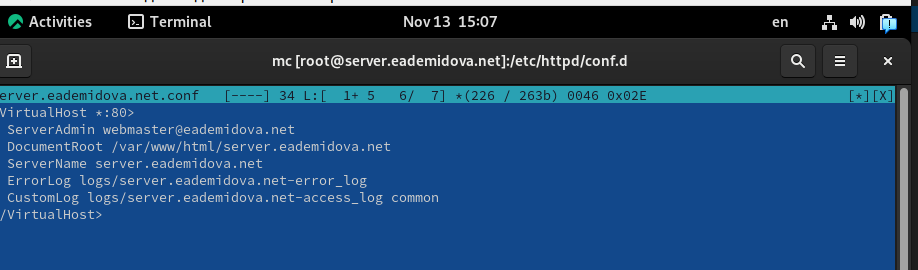 Activities Terminal Nov 13 15:07 en
mc [root@server.eademidova.net]:/etc/httpd/conf.d
erver.eademidova.net.conf [----] 34 L:[ 1+ 5 6/ 7] *(226 / 263b) 0046 0x02E [*][X]
VirtualHost *:80>
ServerAdmin webmaster@eademidova.net
DocumentRoot /var/www/html/server.eademidova.net
ServerName server.eademidova.net
ErrorLog logs/server.eademidova.net-error_log
CustomLog logs/server.eademidova.net-access_log common
/VirtualHost>